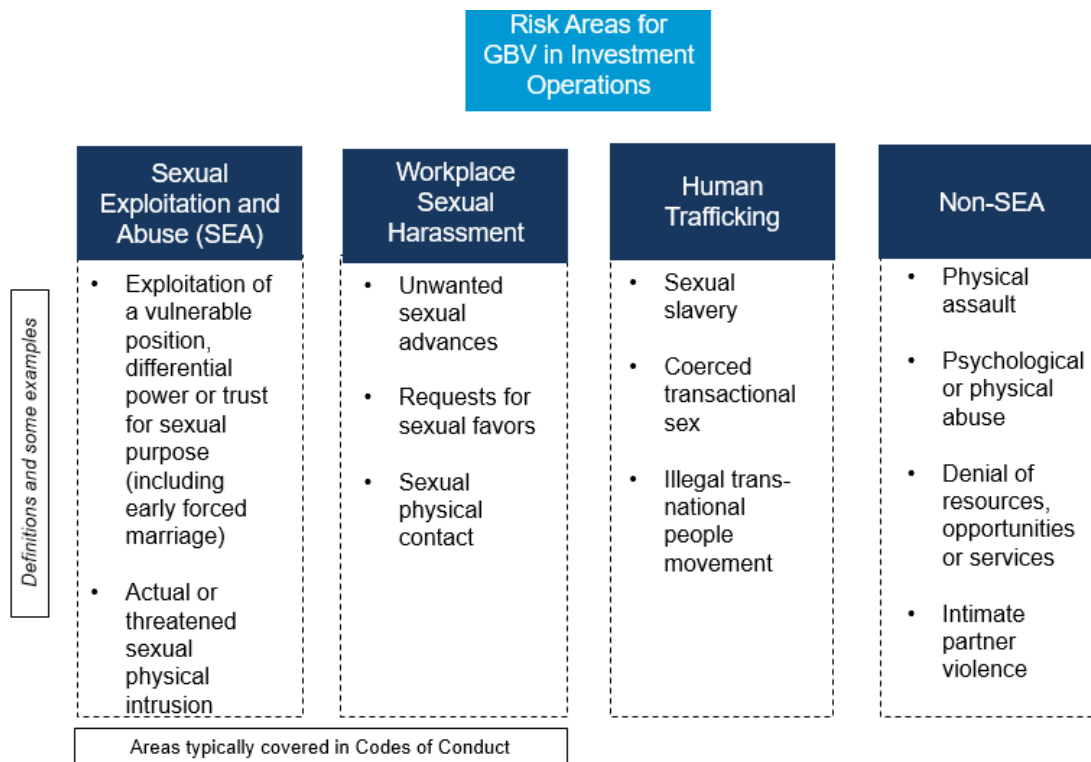 Risk Areas for
GBV in Investment
Operations
Sexual
Exploitation and
Abuse (SEA)
Workplace
Sexual
Harassment
Human
Trafficking
Non-SEA
Definitions and some examples
• Exploitation of
a vulnerable
position,
differential
power or trust
for sexual
purpose
(including
early forced
marriage)
• Actual or
threatened
sexual
physical
intrusion
• Unwanted
sexual
advances
• Requests for
sexual favors
• Sexual
physical
contact
• Sexual
slavery
• Coerced
transactional
sex
• Illegal trans-
national
people
movement
• Physical
assault
• Psychological
or physical
abuse
• Denial of
resources,
opportunities
or services
• Intimate
partner
violence
Areas typically covered in Codes of Conduct